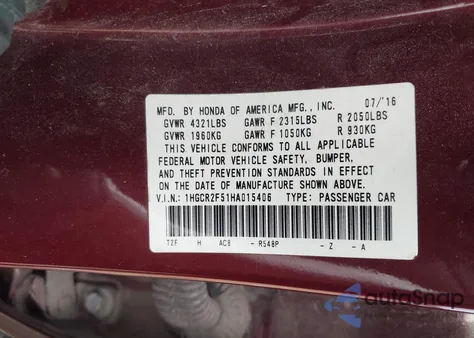 MFD. BY HONDA OF AMERICA MFG., INC. 07/'16
GVWR 4321LBS GAWR F 2315LBS R 2050LBS
GVWR 1960KG GAWR F 1050KG R 930KG
THIS VEHICLE CONFORMS TO ALL APPLICABLE
FEDERAL MOTOR VEHICLE SAFETY, BUMPER,
AND THEFT PREVENTION STANDARDS IN EFFECT
ON THE DATE OF MANUFACTURE SHOWN ABOVE.
V.I.N.: 1HGCR2F51HA015406 TYPE: PASSENGER CAR
T2F H AC8 - R548P - Z - A
autoSnap